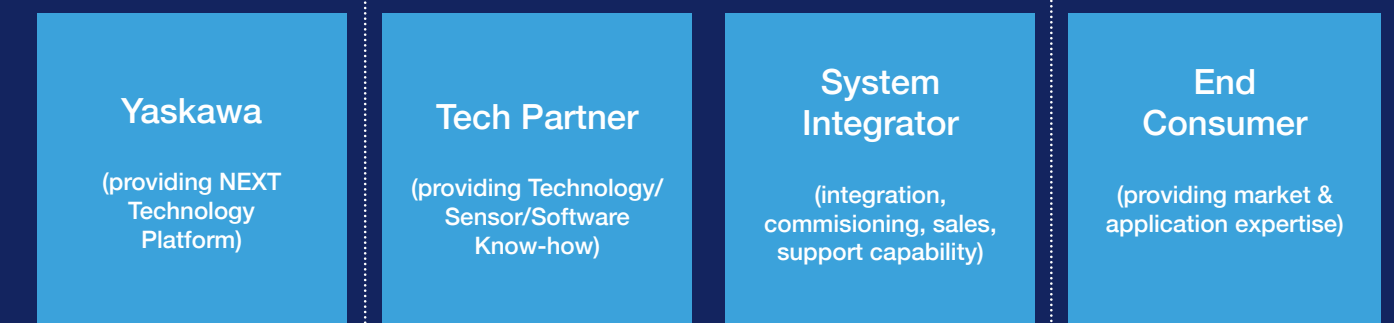 Yaskawa
(providing NEXT
Technology
Platform)
Tech Partner
(providing Technology/
Sensor/Software
Know-how)
System
Integrator
(integration,
commisioning, sales,
support capability)
End
Consumer
(providing market &
application expertise)